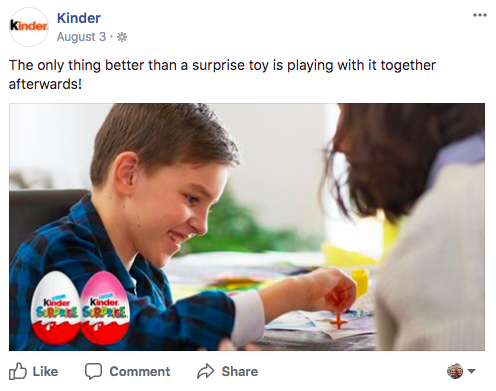 Kinder
Kinder
August 3 ·
The only thing better than a surprise toy is playing with it together
afterwards!
Kinder Kinder
SURPRISE SURPRISE
Like Comment Share